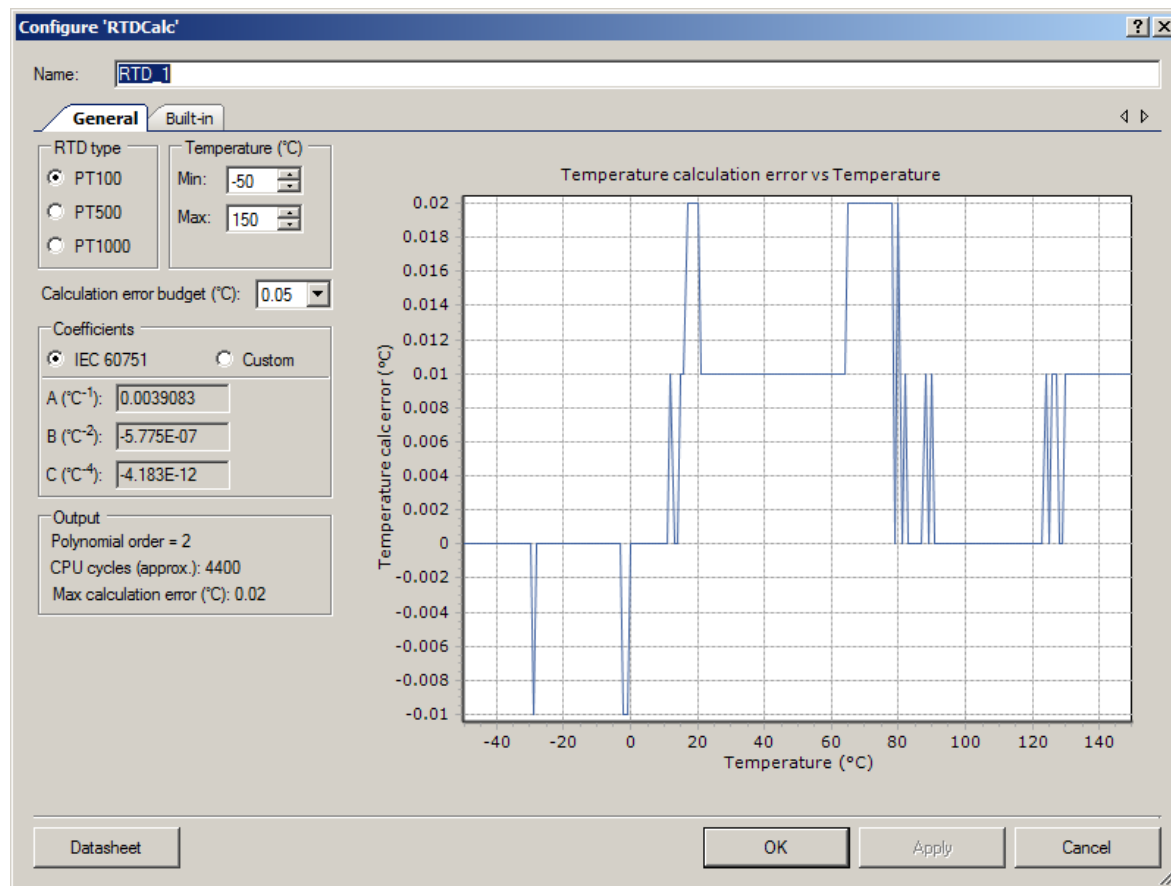 Configure 'RTDCalc'
Name: RTD_1
General Built-in
RTD type
PT100
PT500
PT1000
Temperature (°C)
Min: -50
Max: 150
Calculation error budget (°C): 0.05
Coefficients
IEC 60751 Custom
A (°C⁻¹): 0.0039083
B (°C⁻²): -5.775E-07
C (°C⁻⁴): -4.183E-12
Output
Polynomial order = 2
CPU cycles (approx.): 4400
Max calculation error (°C): 0.02
Temperature calculation error vs Temperature
Temperature calc error (°C)
0.02
0.018
0.016
0.014
0.012
0.01
0.008
0.006
0.004
0.002
0
-0.002
-0.004
-0.006
-0.008
-0.01
-40 -20 0 20 40 60 80 100 120 140
Temperature (°C)
Datasheet OK Apply Cancel